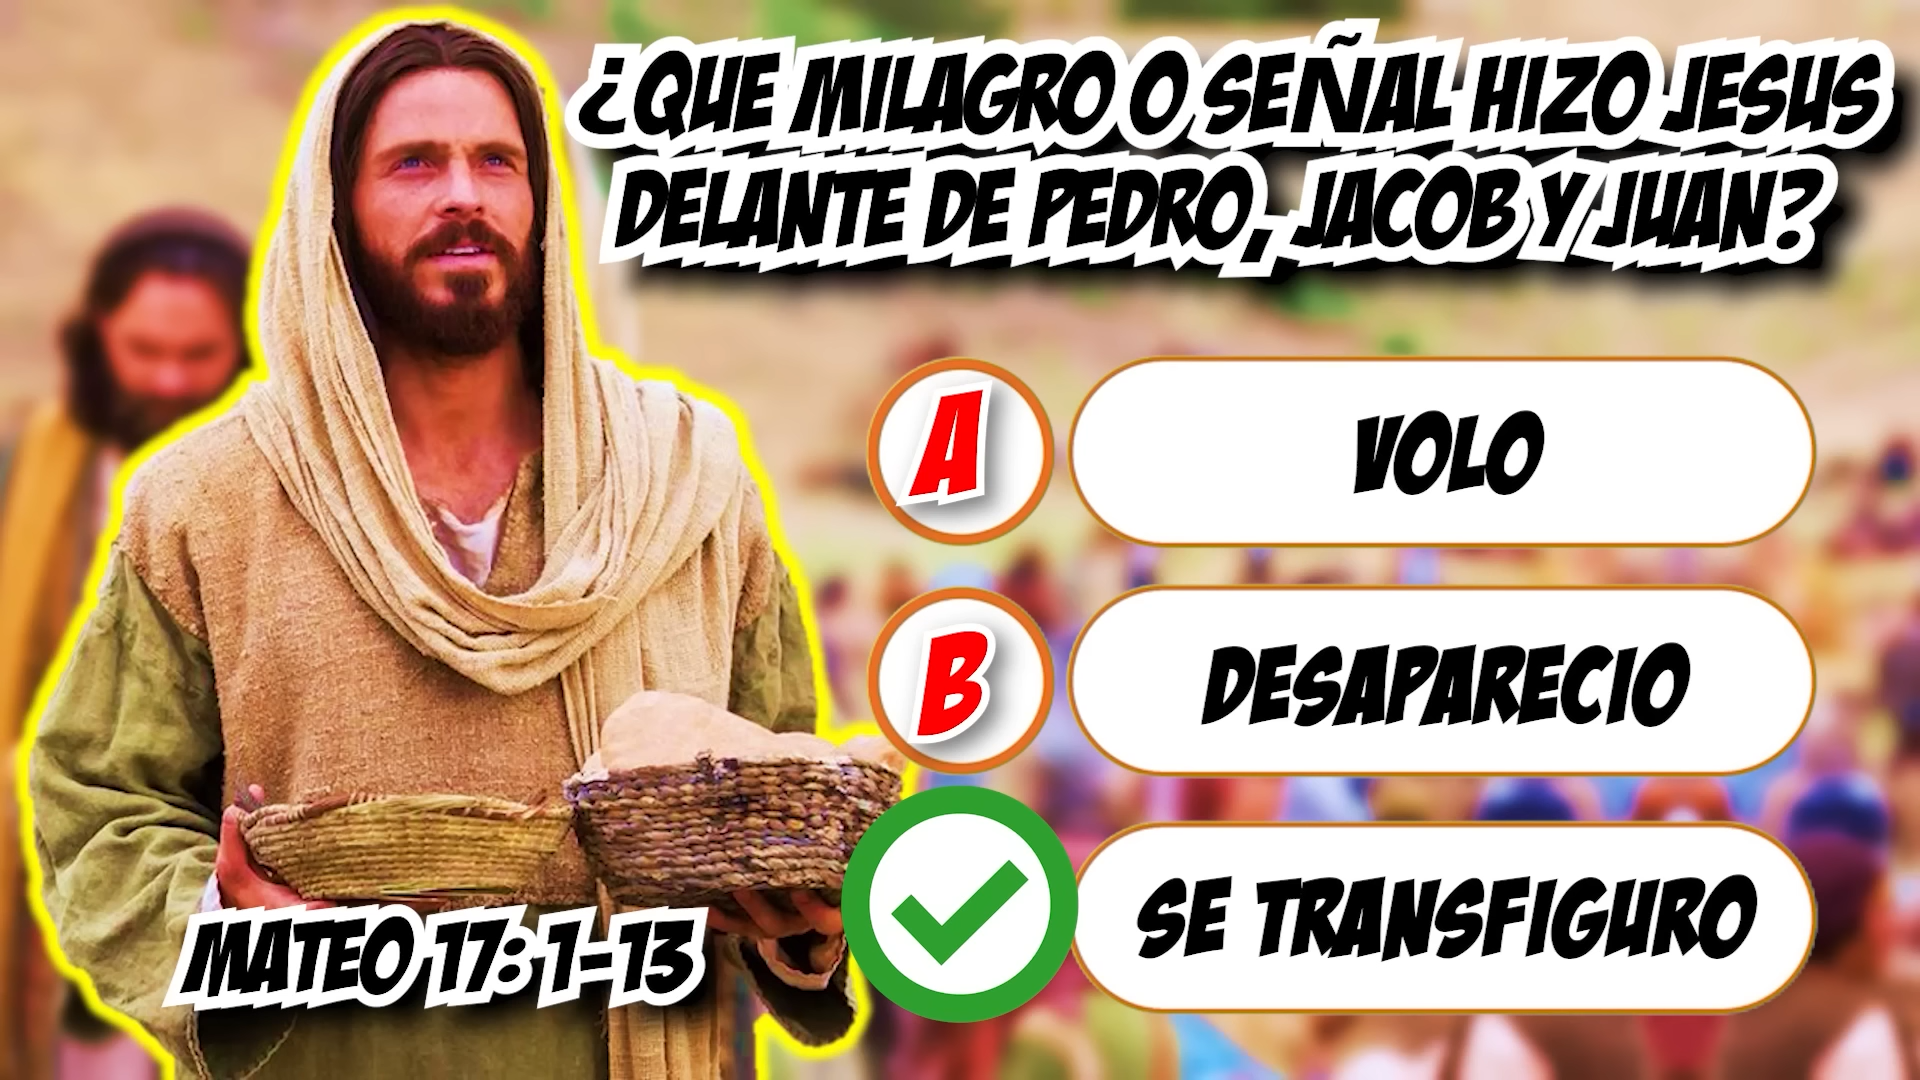 ¿QUE MILAGRO O SEÑAL HIZO JESUS
DELANTE DE PEDRO, JACOB Y JUAN?
A
VOLO
B
DESAPARECIO
SE TRANSFIGURO
MATEO 17: 1-13